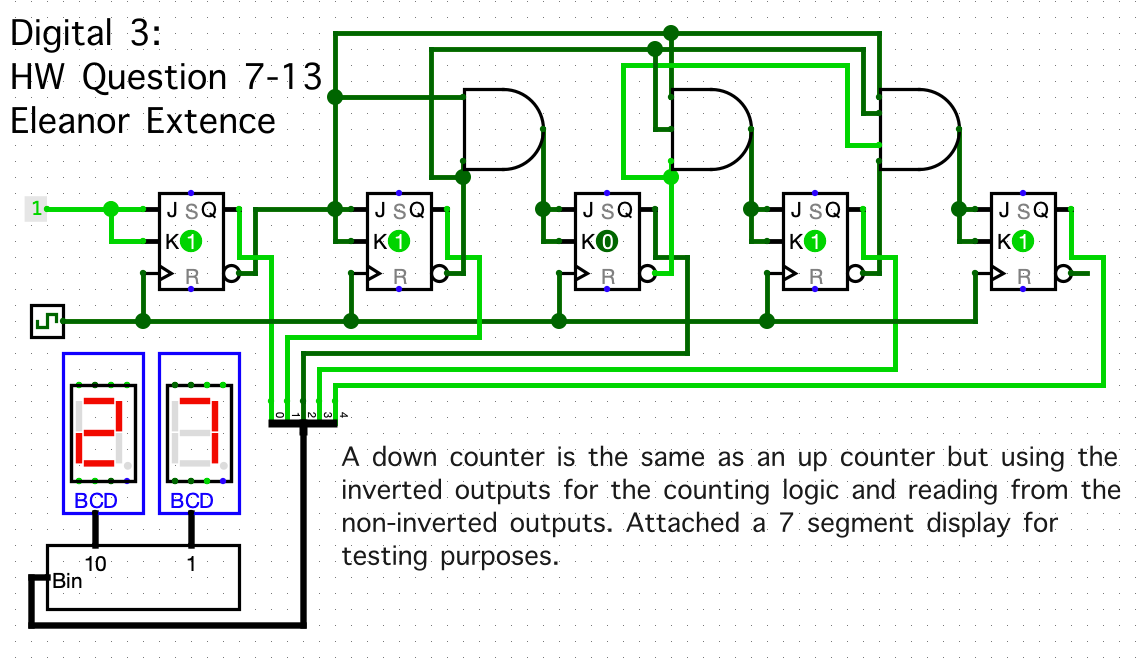 Digital 3:
HW Question 7-13
Eleanor Extence
1
J S Q
K 1
R
J S Q
K 1
R
J S Q
K 0
R
J S Q
K 1
R
J S Q
K 1
R
0 1 2 3 4
2 7
BCD BCD
10 1
Bin
A down counter is the same as an up counter but using the
inverted outputs for the counting logic and reading from the
non-inverted outputs. Attached a 7 segment display for
testing purposes.